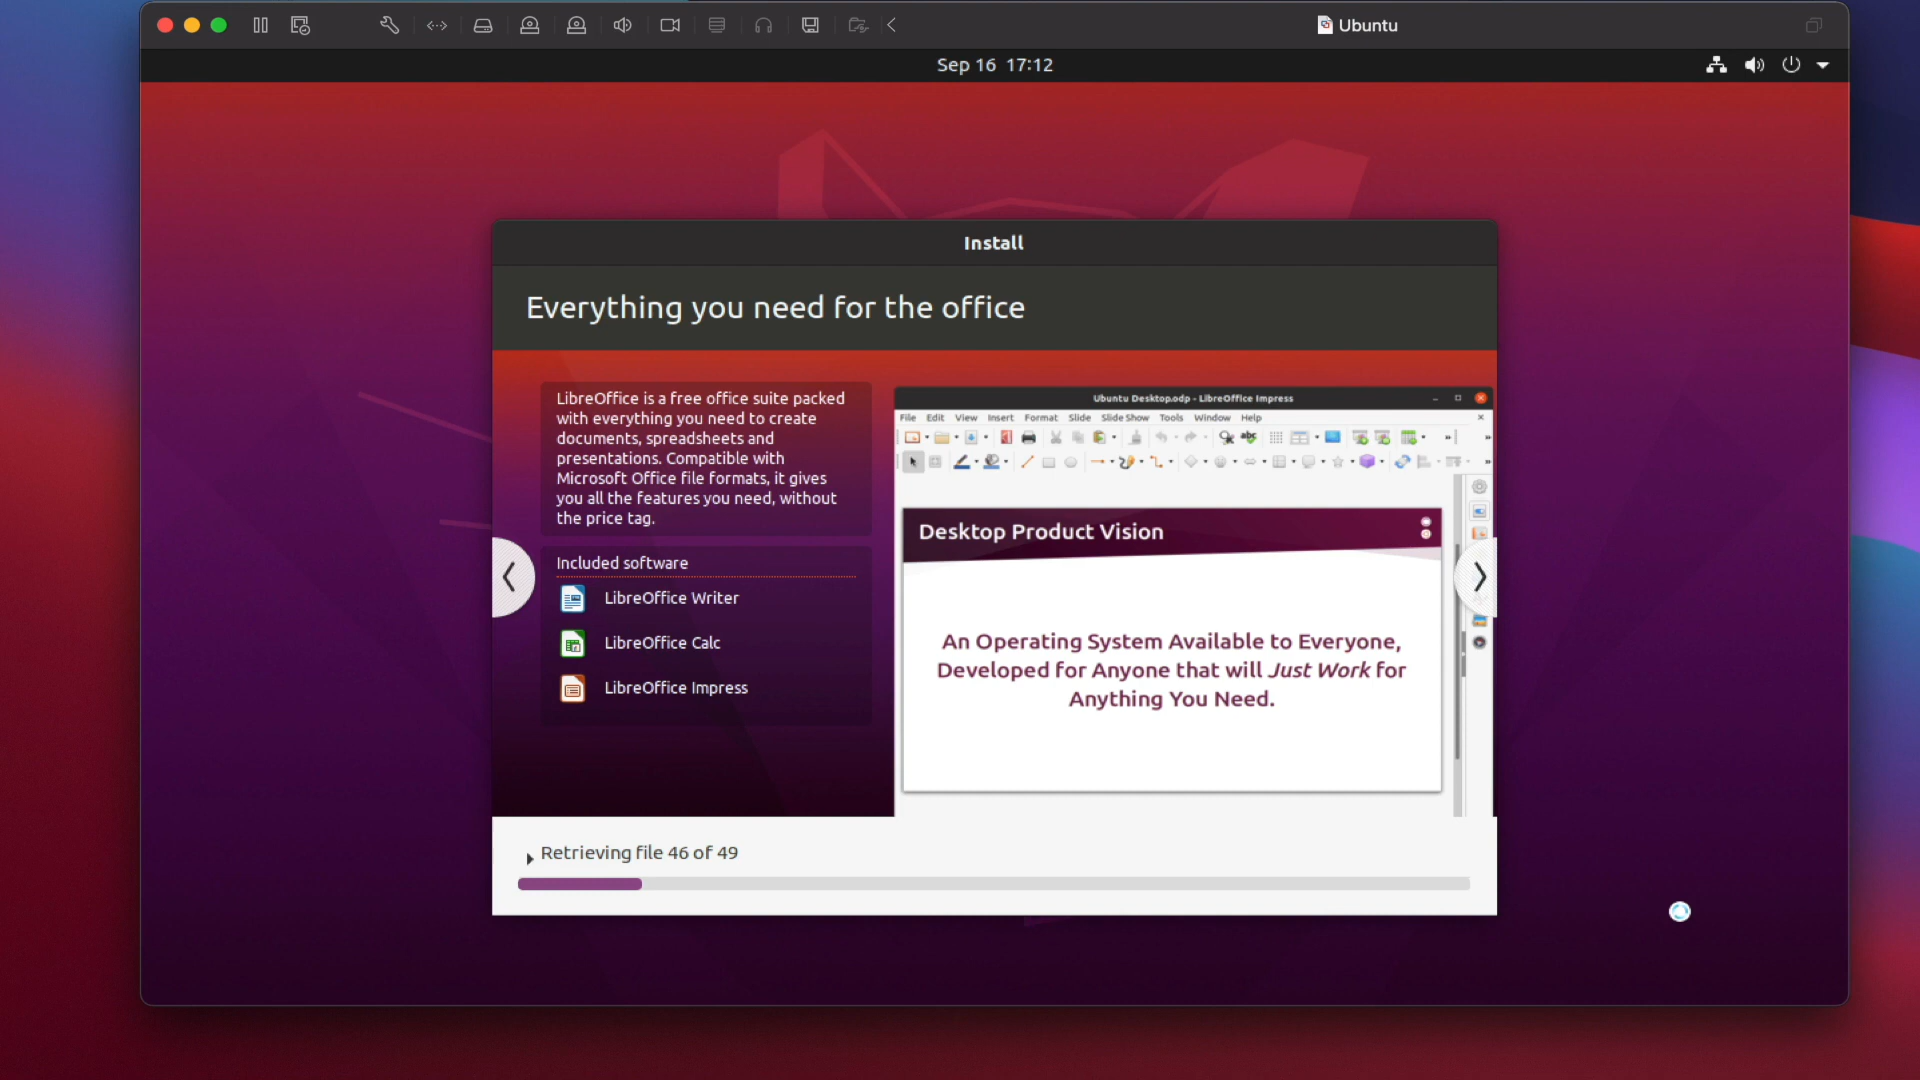 Ubuntu
Sep 16 17:12
Install
Everything you need for the office
LibreOffice is a free office suite packed
with everything you need to create
documents, spreadsheets and
presentations. Compatible with
Microsoft Office file formats, it gives
you all the features you need, without
the price tag.
Included software
LibreOffice Writer
LibreOffice Calc
LibreOffice Impress
Ubuntu Desktop.odp - LibreOffice Impress
File Edit View Insert Format Slide Slide Show Tools Window Help
abc
Desktop Product Vision
An Operating System Available to Everyone,
Developed for Anyone that will Just Work for
Anything You Need.
Retrieving file 46 of 49